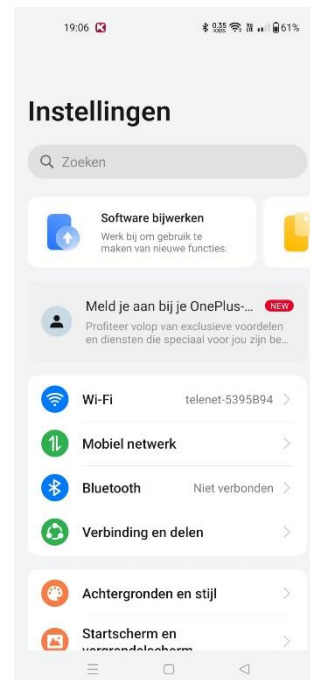 19:06 K 0.35 KB/S 61%
Instellingen
Zoeken
Software bijwerken
Werk bij om gebruik te
maken van nieuwe functies.
Meld je aan bij je OnePlus-... NEW
Profiteer volop van exclusieve voordelen
en diensten die speciaal voor jou zijn be...
Wi-Fi telenet-5395B94
Mobiel netwerk
Bluetooth Niet verbonden
Verbinding en delen
Achtergronden en stijl
Startscherm en
vergrendelscherm